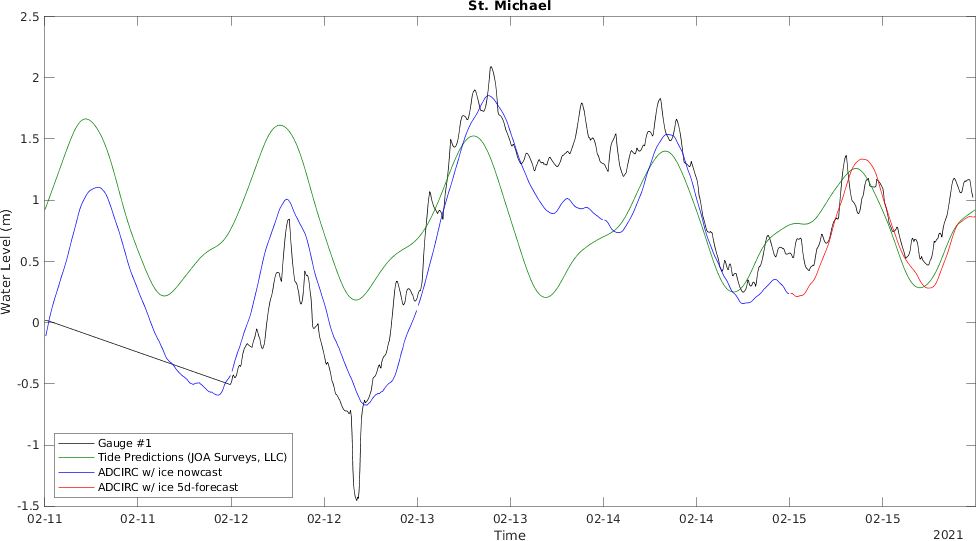 St. Michael
2.5
2
1.5
1
0.5
0
-0.5
-1
-1.5
Water Level (m)
Gauge #1
Tide Predictions (JOA Surveys, LLC)
ADCIRC w/ ice nowcast
ADCIRC w/ ice 5d-forecast
02-11 02-11 02-12 02-12 02-13 02-13 02-14 02-14 02-15 02-15
Time
2021